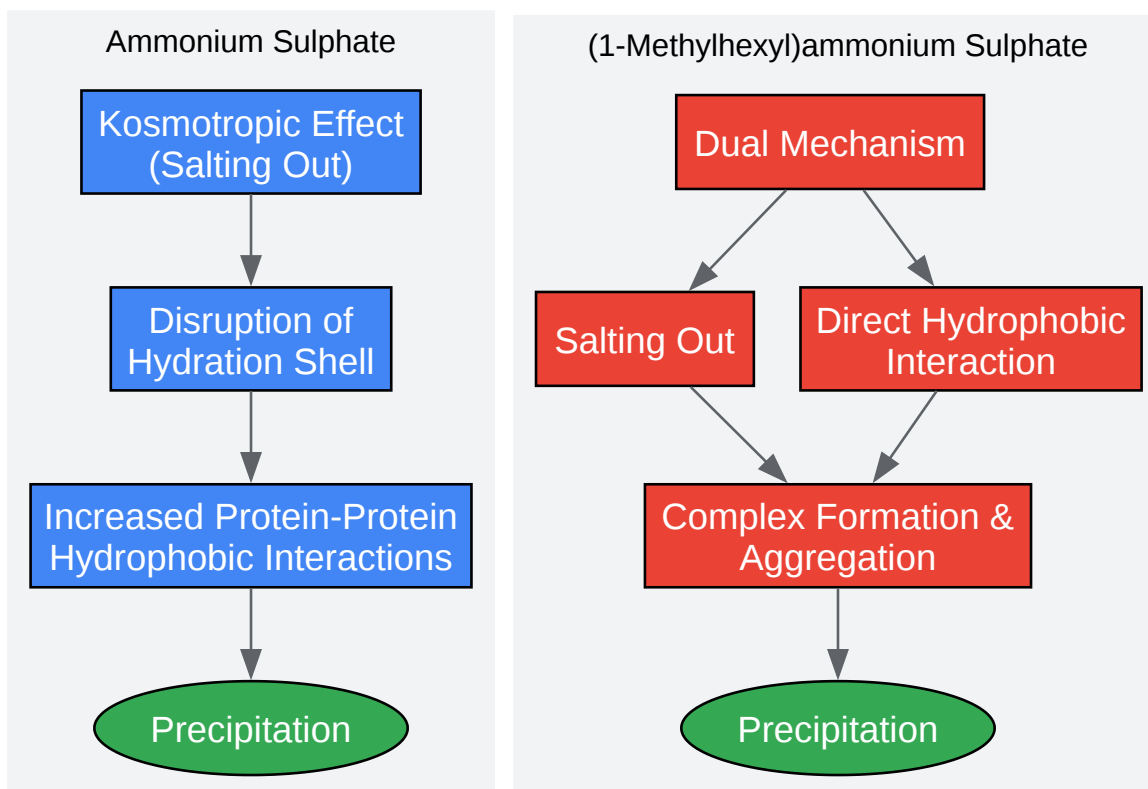 Ammonium Sulphate
Kosmotropic Effect
(Salting Out)
Disruption of
Hydration Shell
Increased Protein-Protein
Hydrophobic Interactions
Precipitation
(1-Methylhexyl)ammonium Sulphate
Dual Mechanism
Salting Out
Direct Hydrophobic
Interaction
Complex Formation &
Aggregation
Precipitation